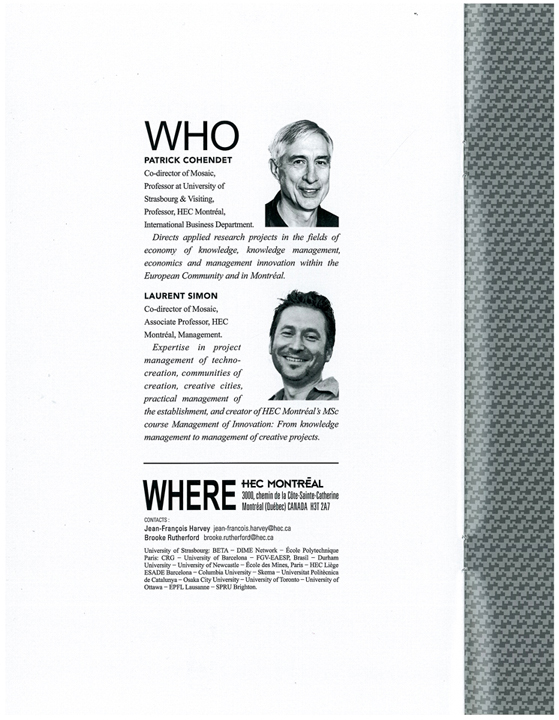 WHO
PATRICK COHENDET
Co-director of Mosaic,
Professor at University of
Strasbourg & Visiting,
Professor, HEC Montréal,
International Business Department.
Directs applied research projects in the fields of
economy of knowledge, knowledge management,
economics and management innovation within the
European Community and in Montréal.
LAURENT SIMON
Co-director of Mosaic,
Associate Professor, HEC
Montréal, Management.
Expertise in project
management of techno-
creation, communities of
creation, creative cities,
practical management of
the establishment, and creator of HEC Montréal's MSc
course Management of Innovation: From knowledge
management to management of creative projects.
WHERE
HEC MONTRĒAL
3000, chemin de la Côte-Sainte-Catherine
Montréal (Québec) CANADA H3T 2A7
CONTACTS :
Jean-François Harvey jean-francois.harvey@hec.ca
Brooke Rutherford brooke.rutherford@hec.ca
University of Strasbourg: BETA – DIME Network – École Polytechnique
Paris: CRG – University of Barcelona – FGV-EAESP, Brasil – Durham
University – University of Newcastle – École des Mines, Paris – HEC Liège
ESADE Barcelona – Columbia University – Skema – Universitat Politècnica
de Catalunya – Osaka City University – University of Toronto – University of
Ottawa – EPFL Lausanne – SPRU Brighton.